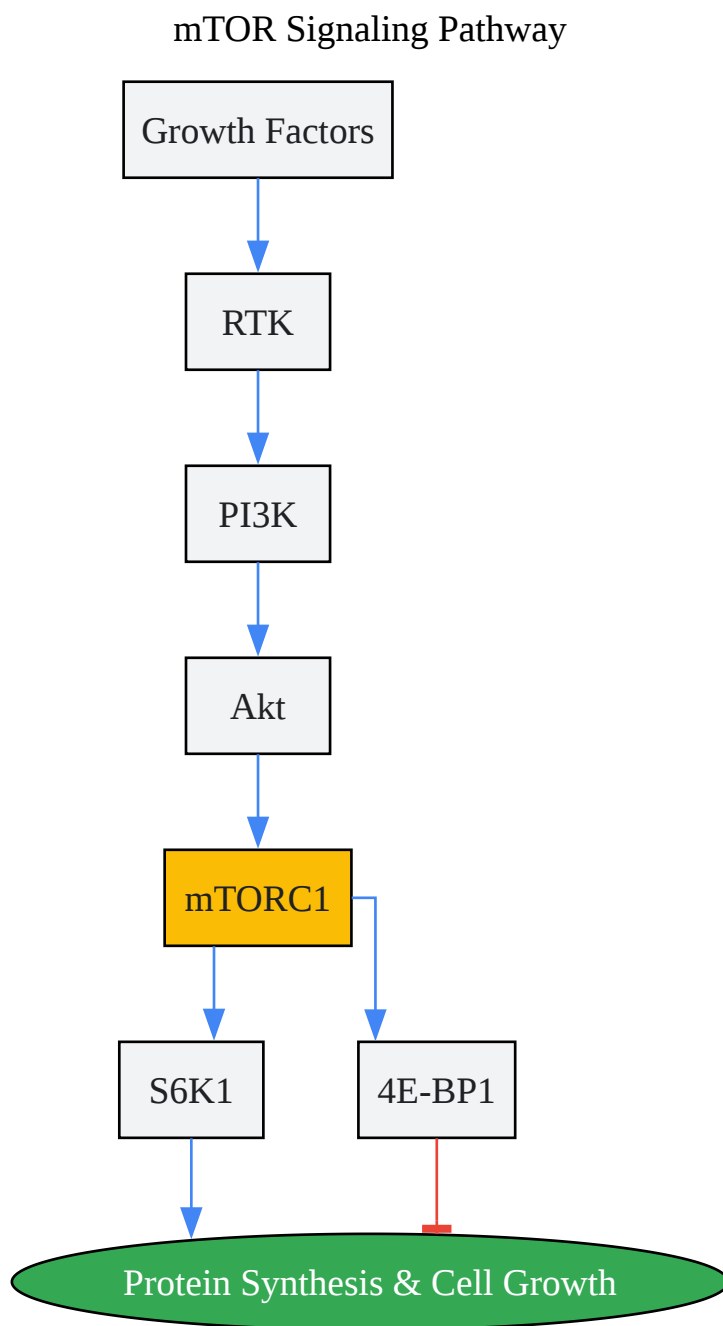 mTOR Signaling Pathway
Growth Factors
RTK
PI3K
Akt
mTORC1
S6K1
4E-BP1
Protein Synthesis & Cell Growth